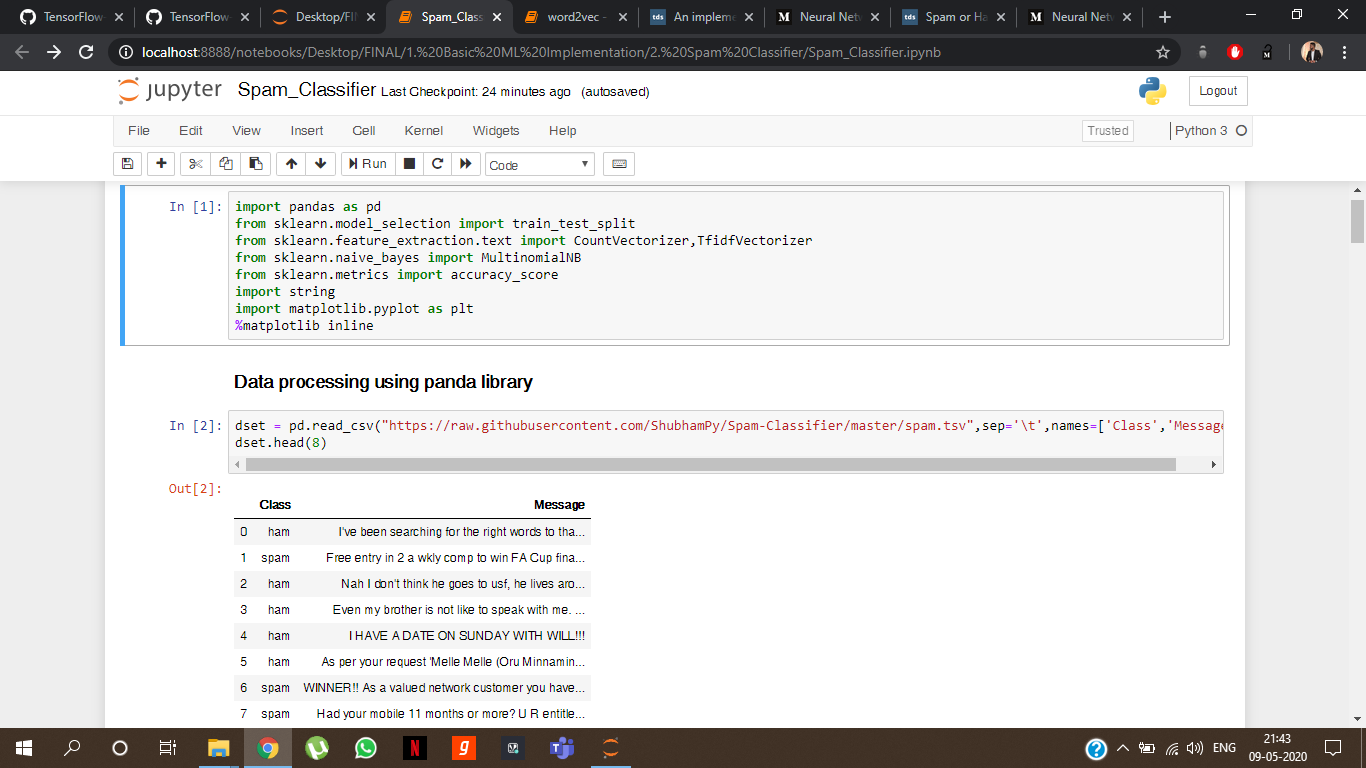 TensorFlow-
TensorFlow-
Desktop/FIN
Spam_Class
word2vec -
tds An impleme
M Neural Netw
tds Spam or Ha
M Neural Netw
localhost:8888/notebooks/Desktop/FINAL/1.%20Basic%20ML%20Implementation/2.%20Spam%20Classifier/Spam_Classifier.ipynb
jupyter Spam_Classifier Last Checkpoint: 24 minutes ago (autosaved)
Logout
File Edit View Insert Cell Kernel Widgets Help
Trusted
Python 3
Run
Code
In [1]:
import pandas as pd
from sklearn.model_selection import train_test_split
from sklearn.feature_extraction.text import CountVectorizer,TfidfVectorizer
from sklearn.naive_bayes import MultinomialNB
from sklearn.metrics import accuracy_score
import string
import matplotlib.pyplot as plt
%matplotlib inline
Data processing using panda library
In [2]:
dset = pd.read_csv("https://raw.githubusercontent.com/ShubhamPy/Spam-Classifier/master/spam.tsv",sep='\t',names=['Class','Message
dset.head(8)
Out[2]:
Class Message
0 ham I've been searching for the right words to tha...
1 spam Free entry in 2 a wkly comp to win FA Cup fina...
2 ham Nah I don't think he goes to usf, he lives aro...
3 ham Even my brother is not like to speak with me. ...
4 ham I HAVE A DATE ON SUNDAY WITH WILL!!!
5 ham As per your request 'Melle Melle (Oru Minnamin...
6 spam WINNER!! As a valued network customer you have...
7 spam Had your mobile 11 months or more? U R entitle...
ENG
21:43
09-05-2020